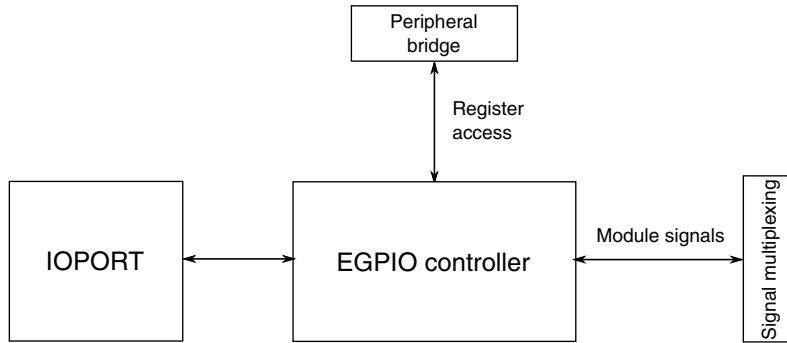 Peripheral
bridge
Register
access
IOPORT
EGPIO controller
Module signals
Signal multiplexing